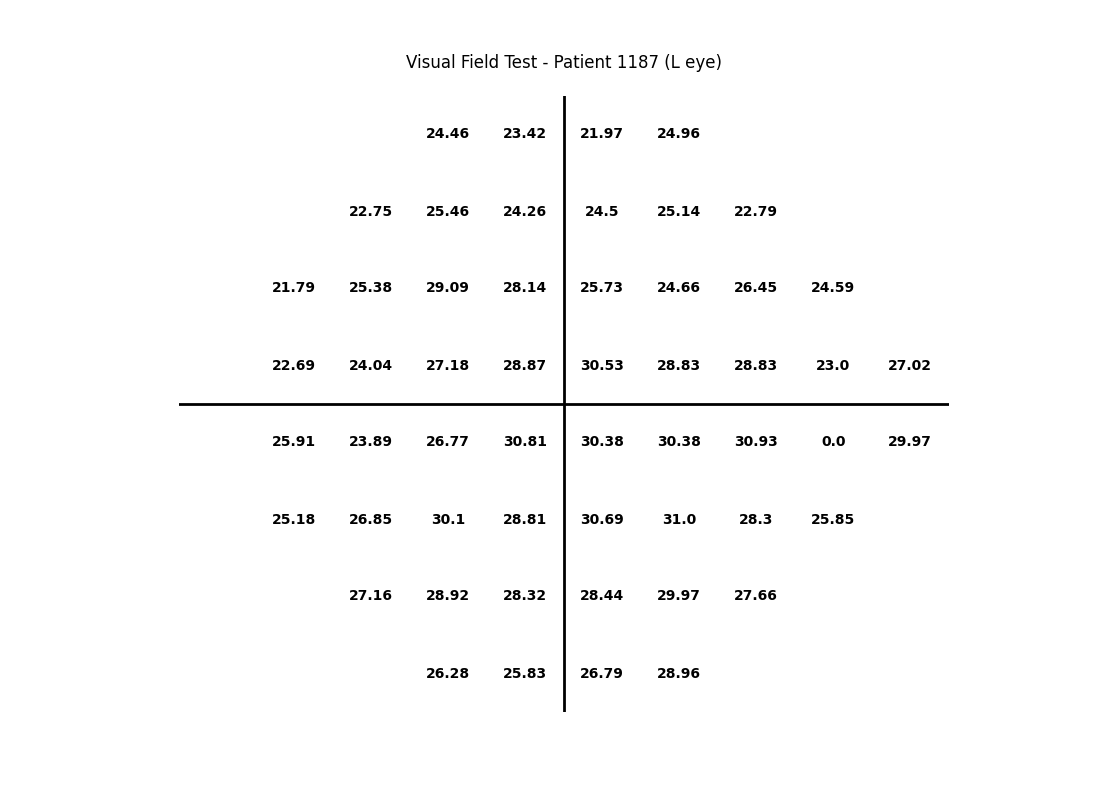 Visual Field Test - Patient 1187 (L eye)
24.46 23.42 21.97 24.96
22.75 25.46 24.26 24.5 25.14 22.79
21.79 25.38 29.09 28.14 25.73 24.66 26.45 24.59
22.69 24.04 27.18 28.87 30.53 28.83 28.83 23.0 27.02
25.91 23.89 26.77 30.81 30.38 30.38 30.93 0.0 29.97
25.18 26.85 30.1 28.81 30.69 31.0 28.3 25.85
27.16 28.92 28.32 28.44 29.97 27.66
26.28 25.83 26.79 28.96